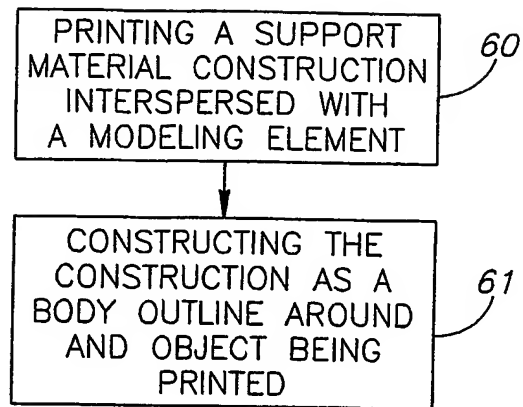 PRINTING A SUPPORT
MATERIAL CONSTRUCTION
INTERSPERSED WITH
A MODELING ELEMENT
60
CONSTRUCTING THE
CONSTRUCTION AS A
BODY OUTLINE AROUND
AND OBJECT BEING
PRINTED
61